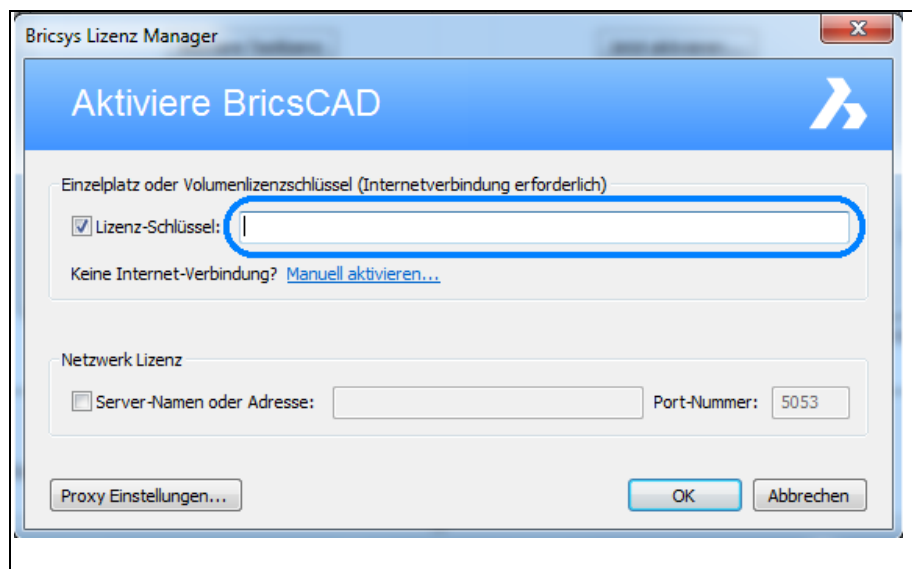 Bricsys Lizenz Manager
Aktiviere BricsCAD
Einzelplatz oder Volumenlizenzschlüssel (Internetverbindung erforderlich)
Lizenz-Schlüssel:
Keine Internet-Verbindung? Manuell aktivieren...
Netzwerk Lizenz
Server-Namen oder Adresse: Port-Nummer: 5053
Proxy Einstellungen... OK Abbrechen